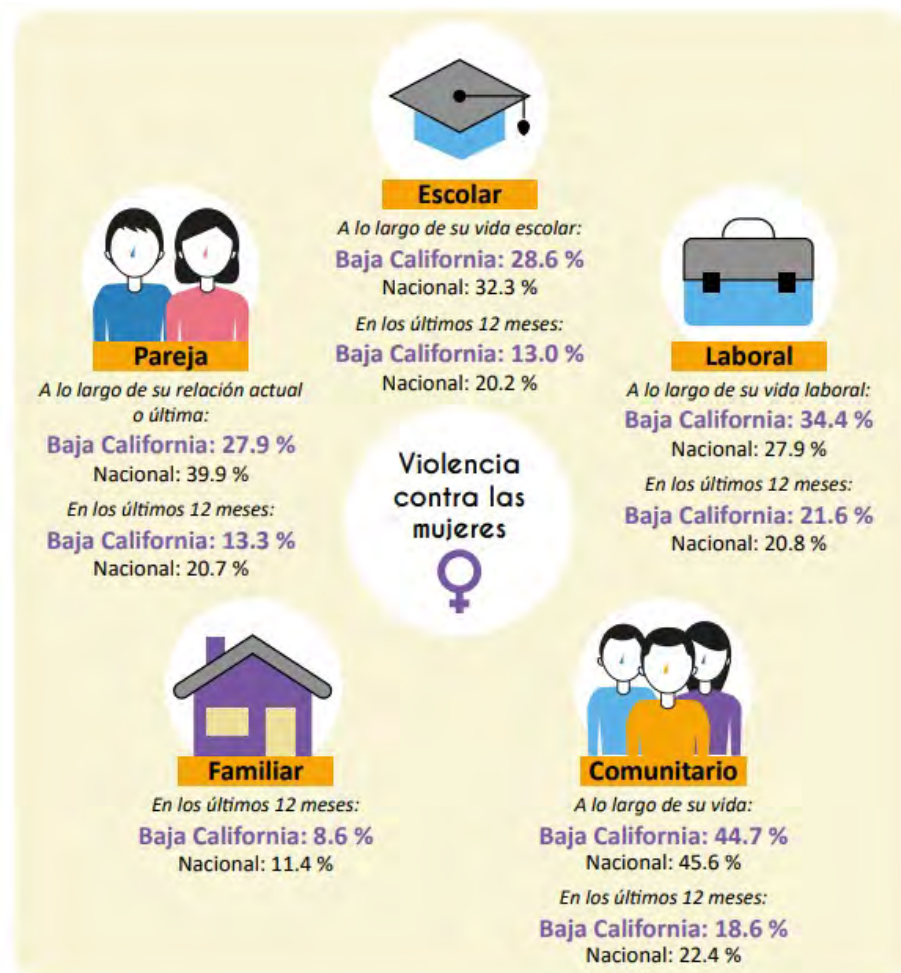 Escolar
A lo largo de su vida escolar:
Baja California: 28.6 %
Nacional: 32.3 %
En los últimos 12 meses:
Baja California: 13.0 %
Nacional: 20.2 %
Pareja
A lo largo de su relación actual
o última:
Baja California: 27.9 %
Nacional: 39.9 %
En los últimos 12 meses:
Baja California: 13.3 %
Nacional: 20.7 %
Laboral
A lo largo de su vida laboral:
Baja California: 34.4 %
Nacional: 27.9 %
En los últimos 12 meses:
Baja California: 21.6 %
Nacional: 20.8 %
Violencia
contra las
mujeres
Familiar
En los últimos 12 meses:
Baja California: 8.6 %
Nacional: 11.4 %
Comunitario
A lo largo de su vida:
Baja California: 44.7 %
Nacional: 45.6 %
En los últimos 12 meses:
Baja California: 18.6 %
Nacional: 22.4 %